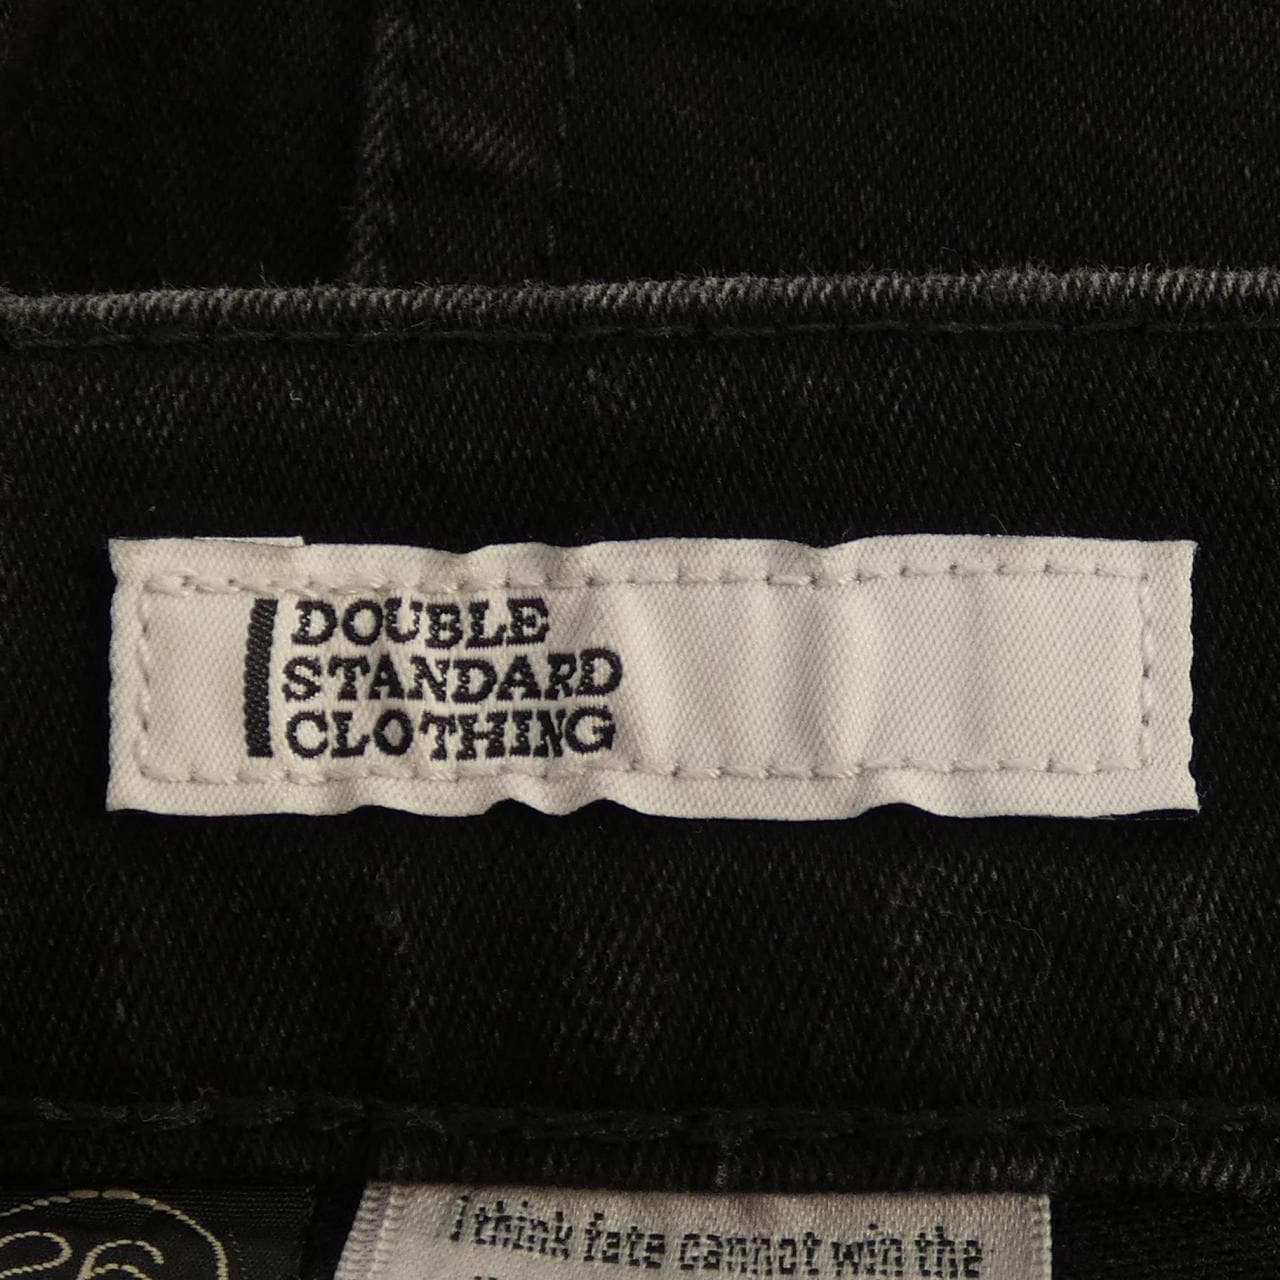 DOUBLE
STANDARD
CLOTHING
I think fate cannot win the